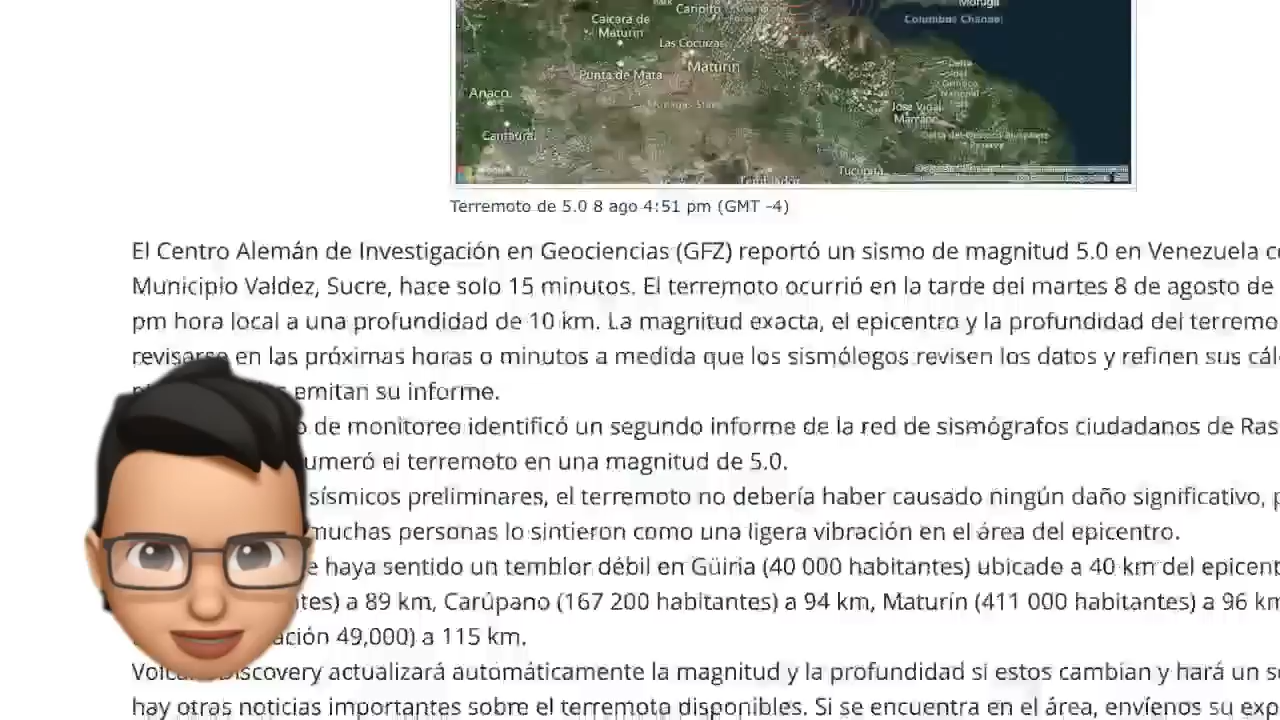 Moruga
Caripito
Columbus Channel
Caicara de
Maturín
Las Cocuizas
Maturín
Punta de Mata
Anaco
Monagas State
Jose Vidal
Marcano
Cantaura
Tucupita
Terremoto de 5.0 8 ago 4:51 pm (GMT -4)
El Centro Alemán de Investigación en Geociencias (GFZ) reportó un sismo de magnitud 5.0 en Venezuela
Municipio Valdez, Sucre, hace solo 15 minutos. El terremoto ocurrió en la tarde del martes 8 de agosto de
pm hora local a una profundidad de 10 km. La magnitud exacta, el epicentro y la profundidad del terremo
revisarse en las próximas horas o minutos a medida que los sismólogos revisen los datos y refinen sus cál
emitan su informe.
o de monitoreo identificó un segundo informe de la red de sismógrafos ciudadanos de Ras
umeró el terremoto en una magnitud de 5.0.
sísmicos preliminares, el terremoto no debería haber causado ningún daño significativo, p
muchas personas lo sintieron como una ligera vibración en el área del epicentro.
e haya sentido un temblor débil en Güiria (40 000 habitantes) ubicado a 40 km del epicent
tes) a 89 km, Carúpano (167 200 habitantes) a 94 km, Maturín (411 000 habitantes) a 96 km
ación 49,000) a 115 km.
VolcanoDiscovery actualizará automáticamente la magnitud y la profundidad si estos cambian y hará un s
hay otras noticias importantes sobre el terremoto disponibles. Si se encuentra en el área, envíenos su exp